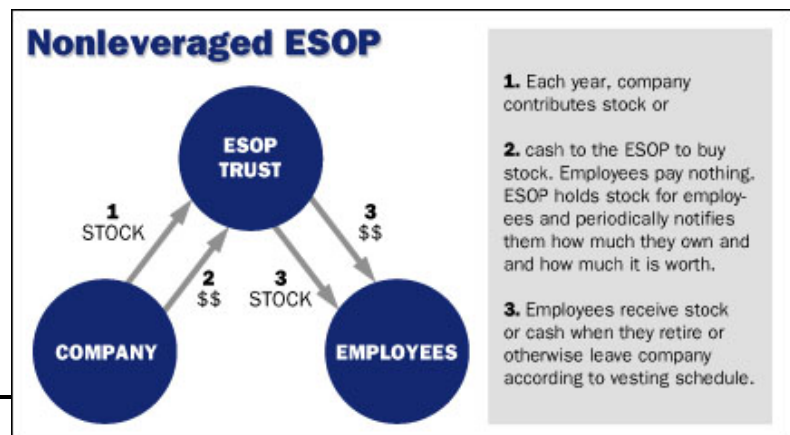 Nonleveraged ESOP
ESOP
TRUST
1
STOCK
2
$$
3
STOCK
3
$$
COMPANY
EMPLOYEES
1. Each year, company
contributes stock or
2. cash to the ESOP to buy
stock. Employees pay nothing.
ESOP holds stock for employ-
ees and periodically notifies
them how much they own and
and how much it is worth.
3. Employees receive stock
or cash when they retire or
otherwise leave company
according to vesting schedule.